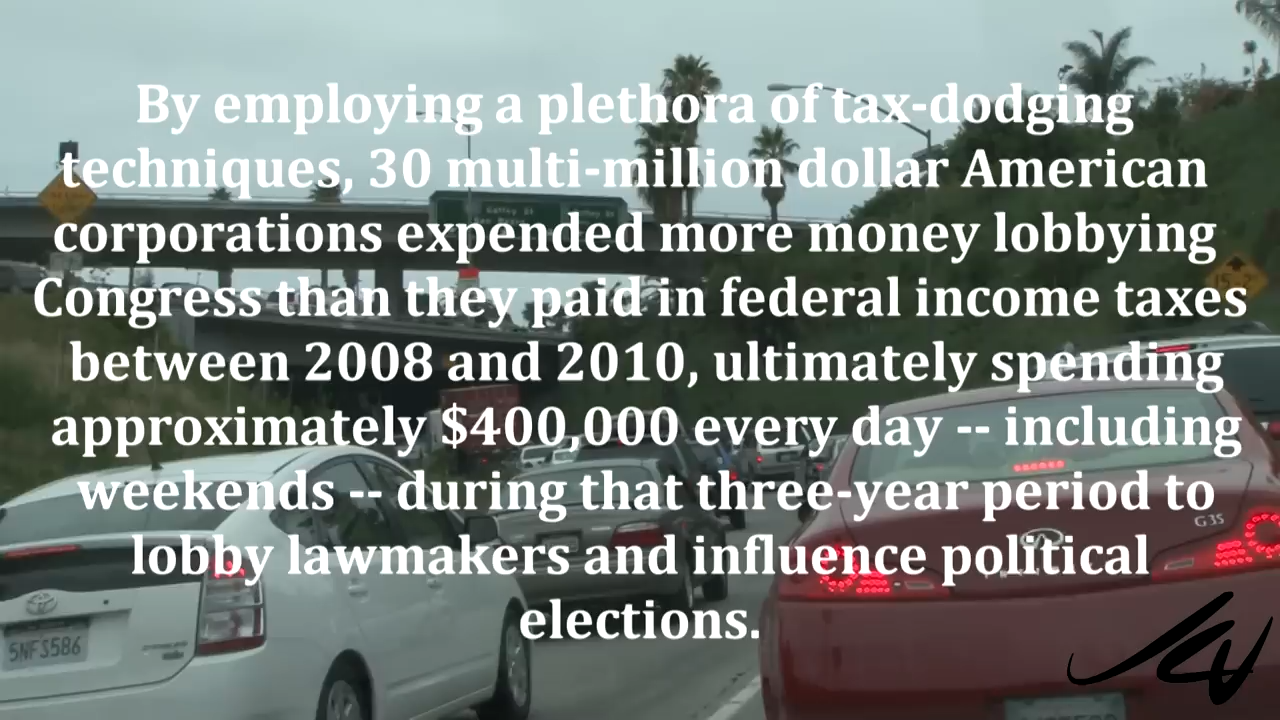 By employing a plethora of tax-dodging
techniques, 30 multi-million dollar American
corporations expended more money lobbying
Congress than they paid in federal income taxes
between 2008 and 2010, ultimately spending
approximately $400,000 every day -- including
weekends -- during that three-year period to
lobby lawmakers and influence political
elections.
G35
5NFS586